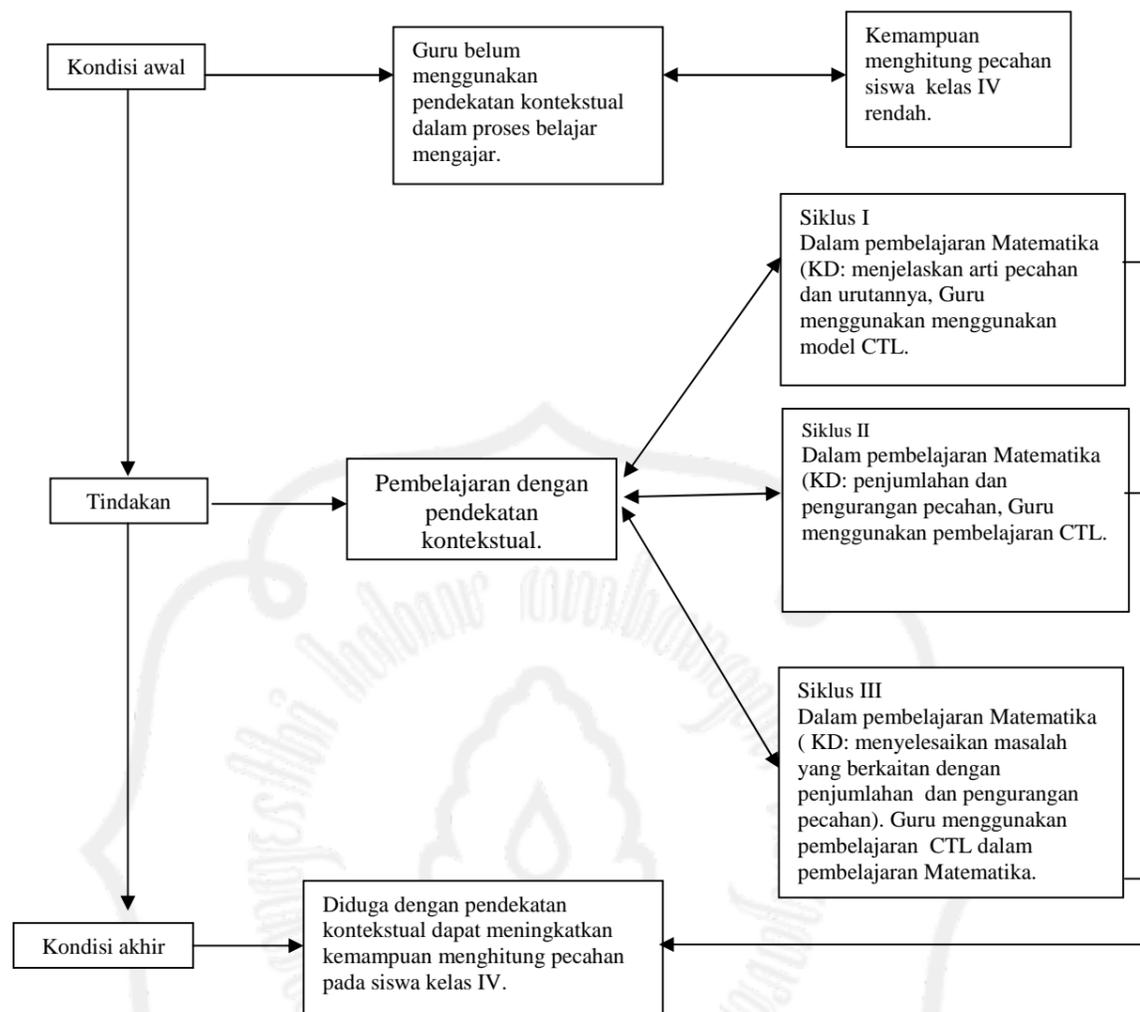 Kondisi awal
Guru belum
menggunakan
pendekatan kontekstual
dalam proses belajar
mengajar.
Kemampuan
menghitung pecahan
siswa kelas IV
rendah.
Siklus I
Dalam pembelajaran Matematika
(KD: menjelaskan arti pecahan
dan urutannya, Guru
menggunakan menggunakan
model CTL.
Tindakan
Pembelajaran dengan
pendekatan
kontekstual.
Siklus II
Dalam pembelajaran Matematika
(KD: penjumlahan dan
pengurangan pecahan, Guru
menggunakan pembelajaran CTL.
Siklus III
Dalam pembelajaran Matematika
( KD: menyelesaikan masalah
yang berkaitan dengan
penjumlahan dan pengurangan
pecahan). Guru menggunakan
pembelajaran CTL dalam
pembelajaran Matematika.
Kondisi akhir
Diduga dengan pendekatan
kontekstual dapat meningkatkan
kemampuan menghitung pecahan
pada siswa kelas IV.